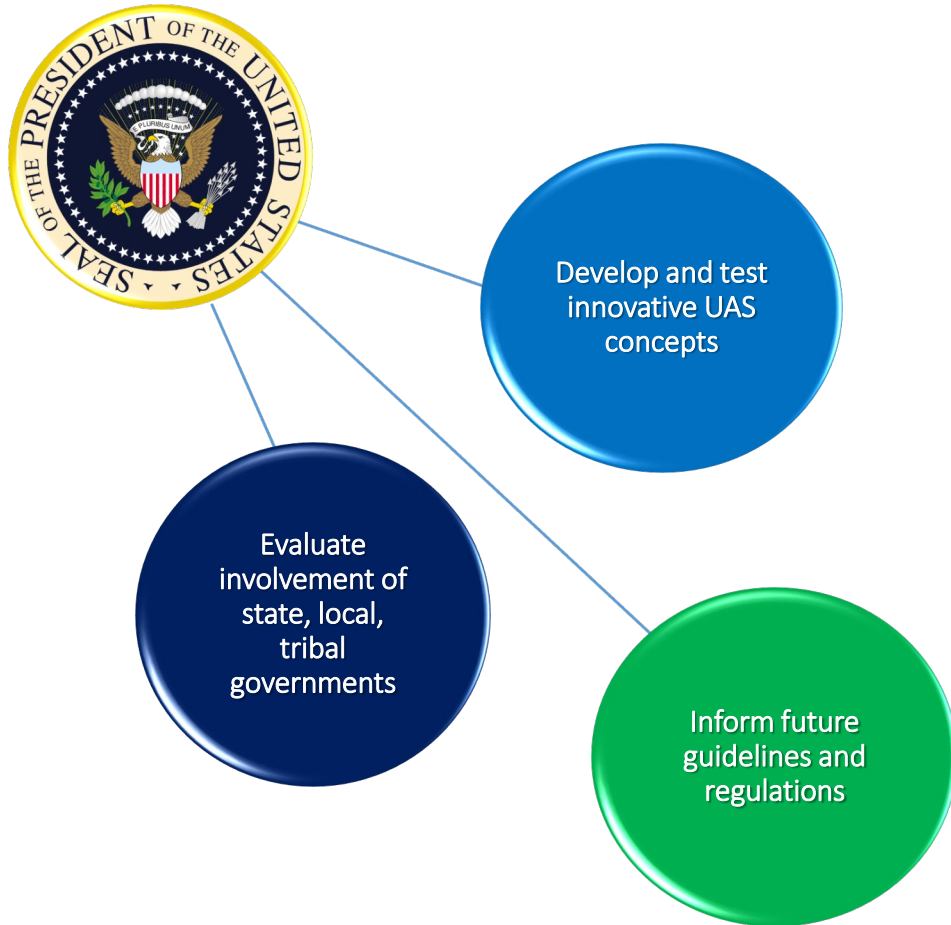 SEAL OF THE PRESIDENT OF THE UNITED STATES
E PLURIBUS UNUM
Develop and test
innovative UAS
concepts
Evaluate
involvement of
state, local,
tribal
governments
Inform future
guidelines and
regulations